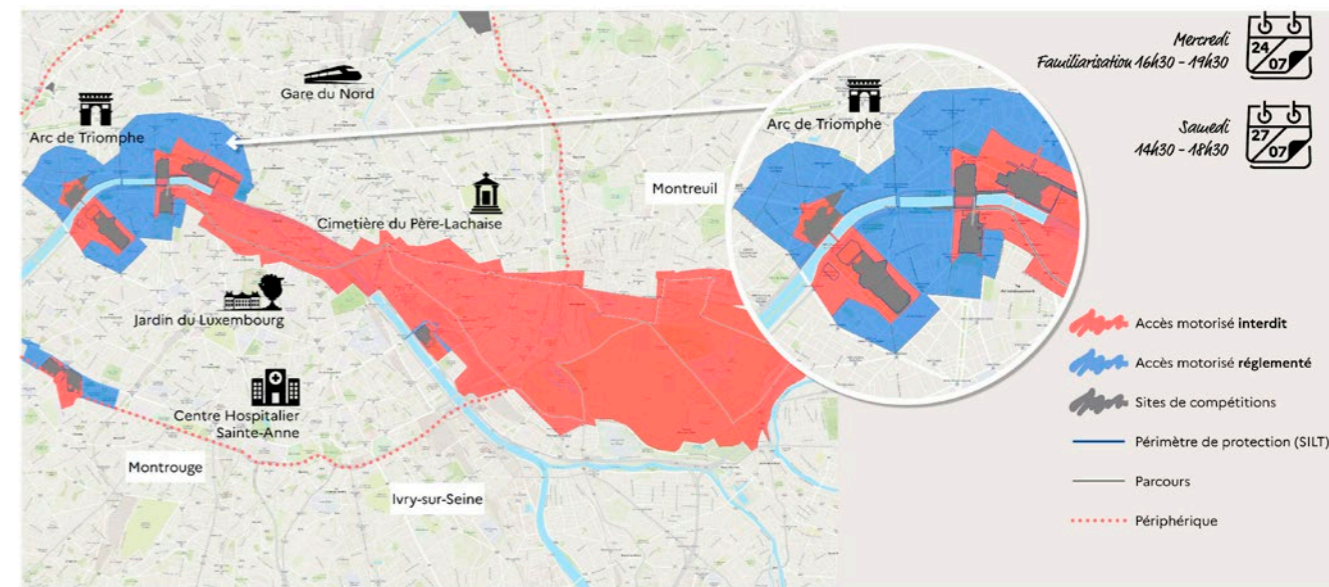 Gare du Nord
Arc de Triomphe
Cimetière du Père-Lachaise
Jardin du Luxembourg
Centre Hospitalier
Sainte-Anne
Montrouge
Ivry-sur-Seine
Montreuil
Arc de Triomphe
Mercredi
Familiarisation 16h30 - 19h30
24
07
Samedi
14h30 - 18h30
27
07
Accès motorisé interdit
Accès motorisé réglementé
Sites de compétitions
Périmètre de protection (SILT)
Parcours
Périphérique